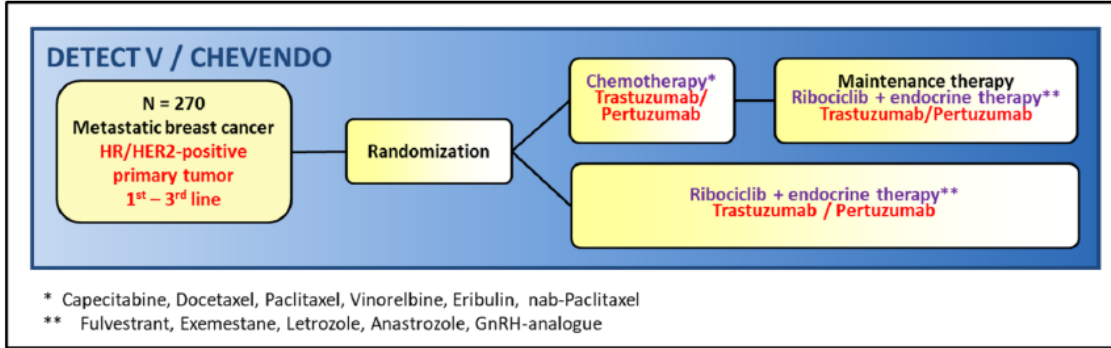 DETECT V / CHEVENDO
N = 270
Metastatic breast cancer
HR/HER2-positive
primary tumor
1st – 3rd line
Randomization
Chemotherapy*
Trastuzumab/
Pertuzumab
Maintenance therapy
Ribociclib + endocrine therapy**
Trastuzumab/Pertuzumab
Ribociclib + endocrine therapy**
Trastuzumab / Pertuzumab
* Capecitabine, Docetaxel, Paclitaxel, Vinorelbine, Eribulin, nab-Paclitaxel
** Fulvestrant, Exemestane, Letrozole, Anastrozole, GnRH-analogue